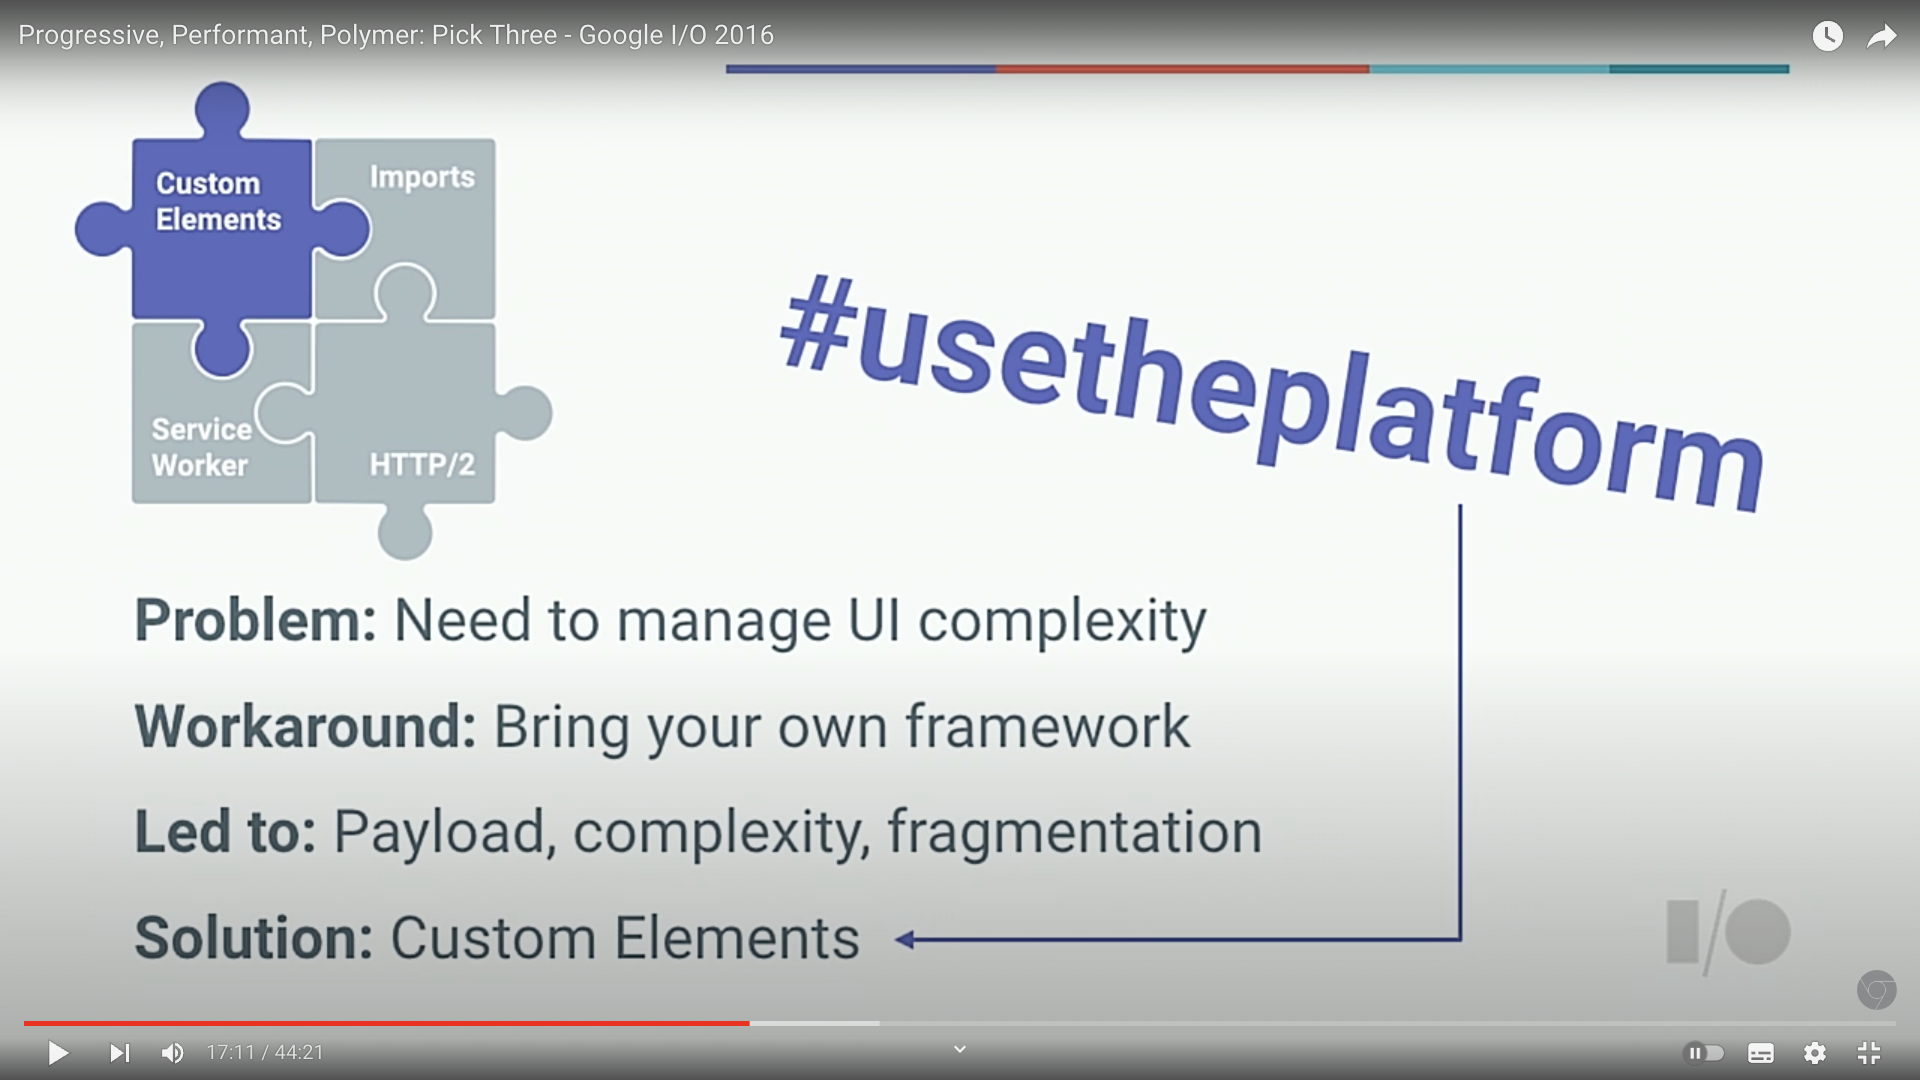 Progressive, Performant, Polymer: Pick Three - Google I/O 2016
Custom
Elements
Imports
Service
Worker
HTTP/2
#usetheplatform
Problem: Need to manage UI complexity
Workaround: Bring your own framework
Led to: Payload, complexity, fragmentation
Solution: Custom Elements
I/O
17:11 / 44:21